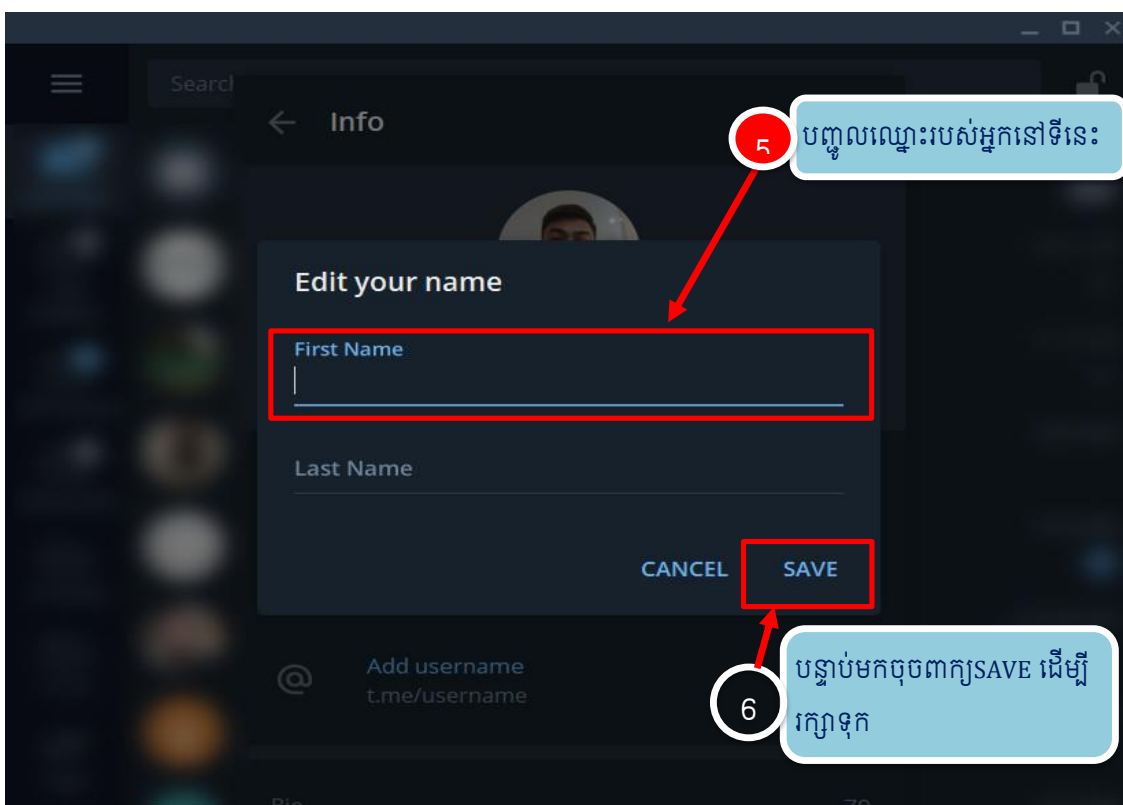 Search
Info
5
បញ្ចូលឈ្មោះរបស់អ្នកនៅទីនេះ
Edit your name
First Name
Last Name
CANCEL SAVE
Add username
t.me/username
6
បន្ទាប់មកចុចពាក្យSAVE ដើម្បី
រក្សាទុក
Bio
70